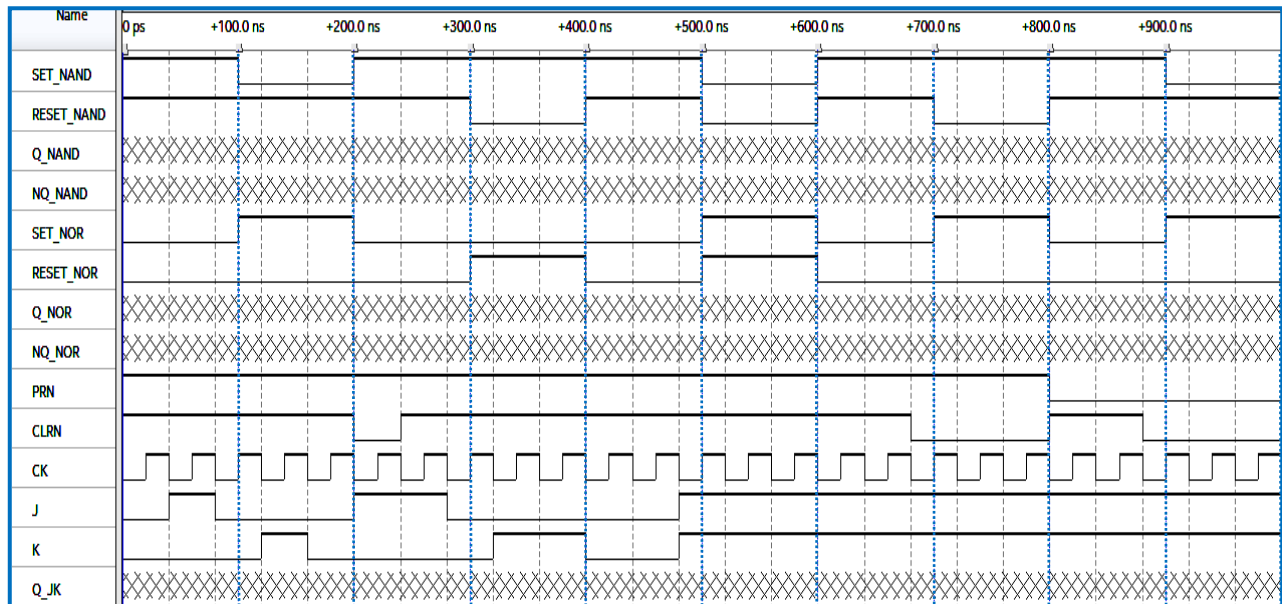 Name 0 ps +100.0 ns +200.0 ns +300.0 ns +400.0 ns +500.0 ns +600.0 ns +700.0 ns +800.0 ns +900.0 ns
SET_NAND
RESET_NAND
Q_NAND
NQ_NAND
SET_NOR
RESET_NOR
Q_NOR
NQ_NOR
PRN
CLRN
CK
J
K
Q_JK